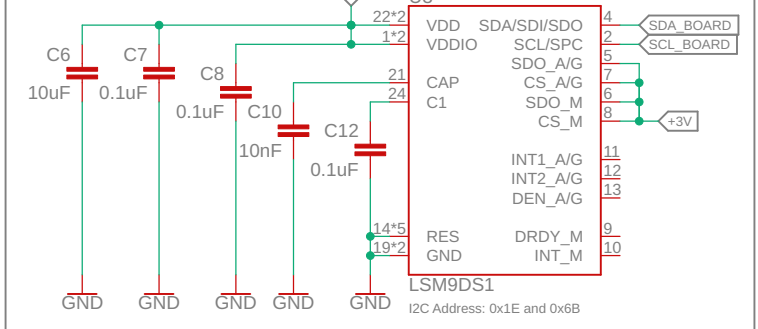 22*2 VDD SDA/SDI/SDO 4 SDA_BOARD
1*2 VDDIO SCL/SPC 2 SCL_BOARD
C6 C7 SDO_A/G 5
C8 21 CAP CS_A/G 7
10uF 0.1uF 24 C1 SDO_M 6
0.1uF C10 C12 CS_M 8 +3V
10nF 0.1uF
INT1_A/G 11
INT2_A/G 12
DEN_A/G 13
14*5 RES DRDY_M 9
19*2 GND INT_M 10
GND GND GND GND GND
LSM9DS1
I2C Address: 0x1E and 0x6B